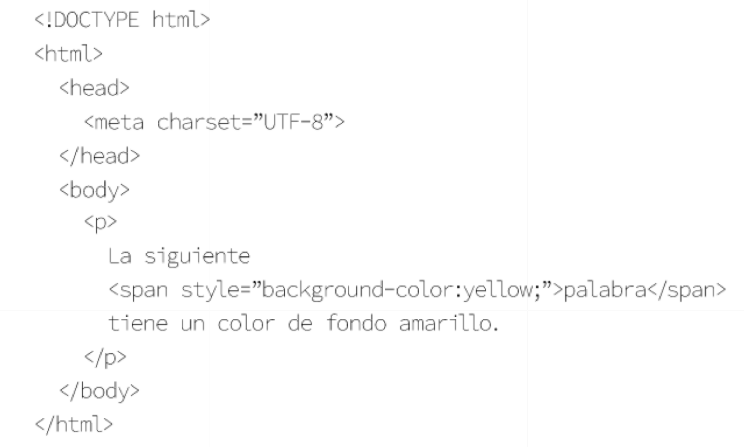 <!DOCTYPE html>
<html>
<head>
<meta charset=”UTF-8”>
</head>
<body>
<p>
La siguiente
<span style=”background-color:yellow;”>palabra</span>
tiene un color de fondo amarillo.
</p>
</body>
</html>